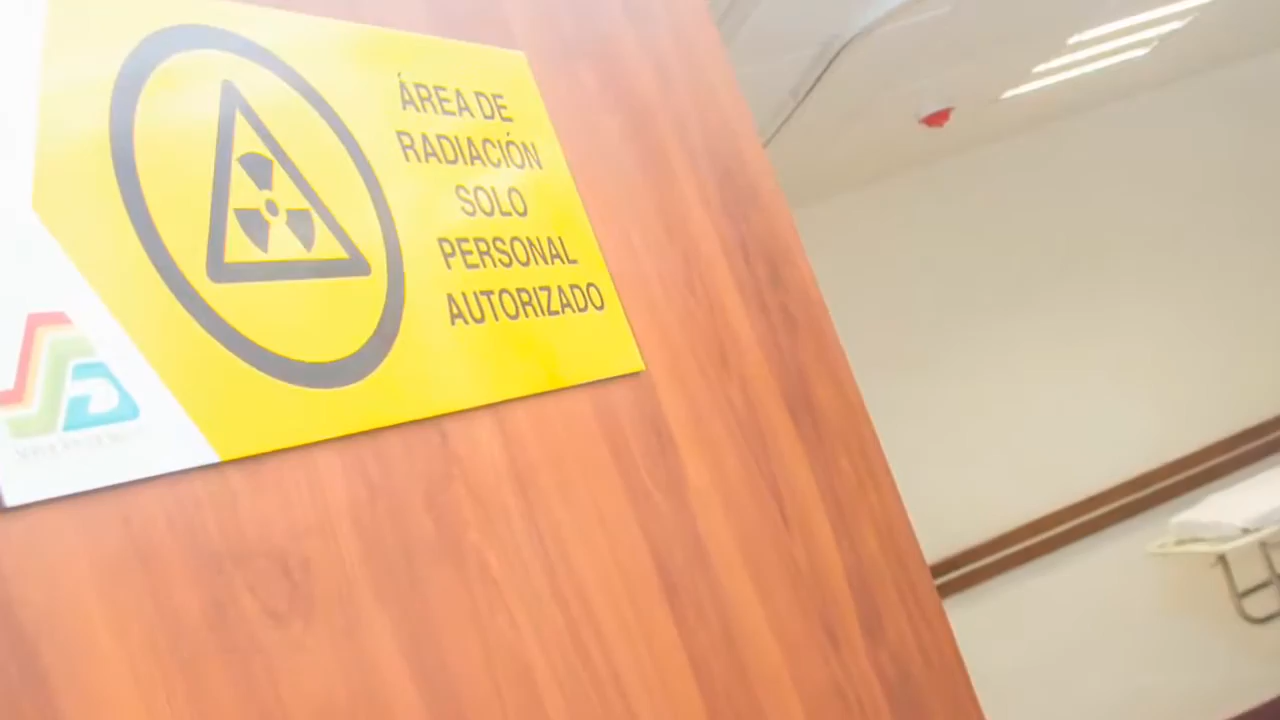 ÁREA DE
RADIACIÓN
SOLO
PERSONAL
AUTORIZADO